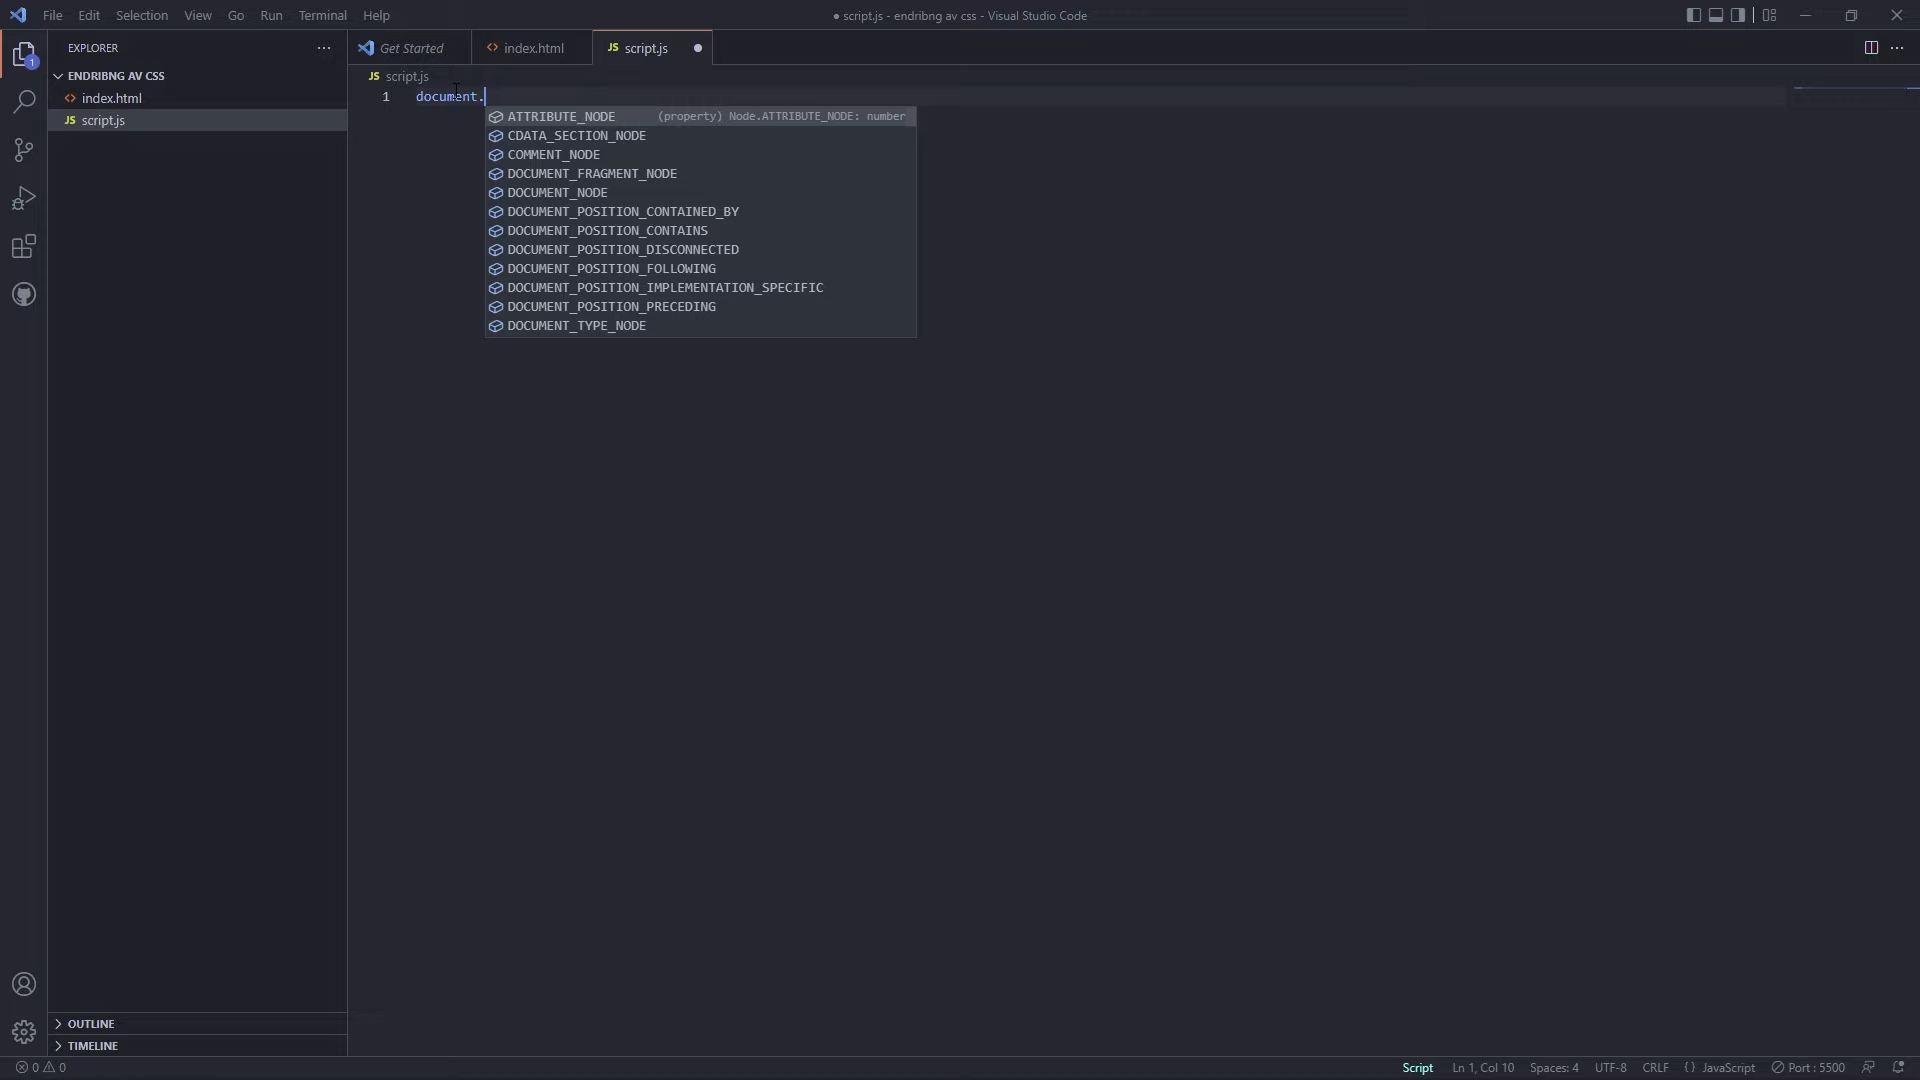 File Edit Selection View Go Run Terminal Help
● script.js - endribng av css - Visual Studio Code
EXPLORER
Get Started
index.html
JS script.js
1
ENDRIBNG AV CSS
index.html
JS script.js
JS script.js
1 document.
ATTRIBUTE_NODE (property) Node.ATTRIBUTE_NODE: number
CDATA_SECTION_NODE
COMMENT_NODE
DOCUMENT_FRAGMENT_NODE
DOCUMENT_NODE
DOCUMENT_POSITION_CONTAINED_BY
DOCUMENT_POSITION_CONTAINS
DOCUMENT_POSITION_DISCONNECTED
DOCUMENT_POSITION_FOLLOWING
DOCUMENT_POSITION_IMPLEMENTATION_SPECIFIC
DOCUMENT_POSITION_PRECEDING
DOCUMENT_TYPE_NODE
OUTLINE
TIMELINE
0 0
Script Ln 1, Col 10 Spaces: 4 UTF-8 CRLF {} JavaScript Port : 5500